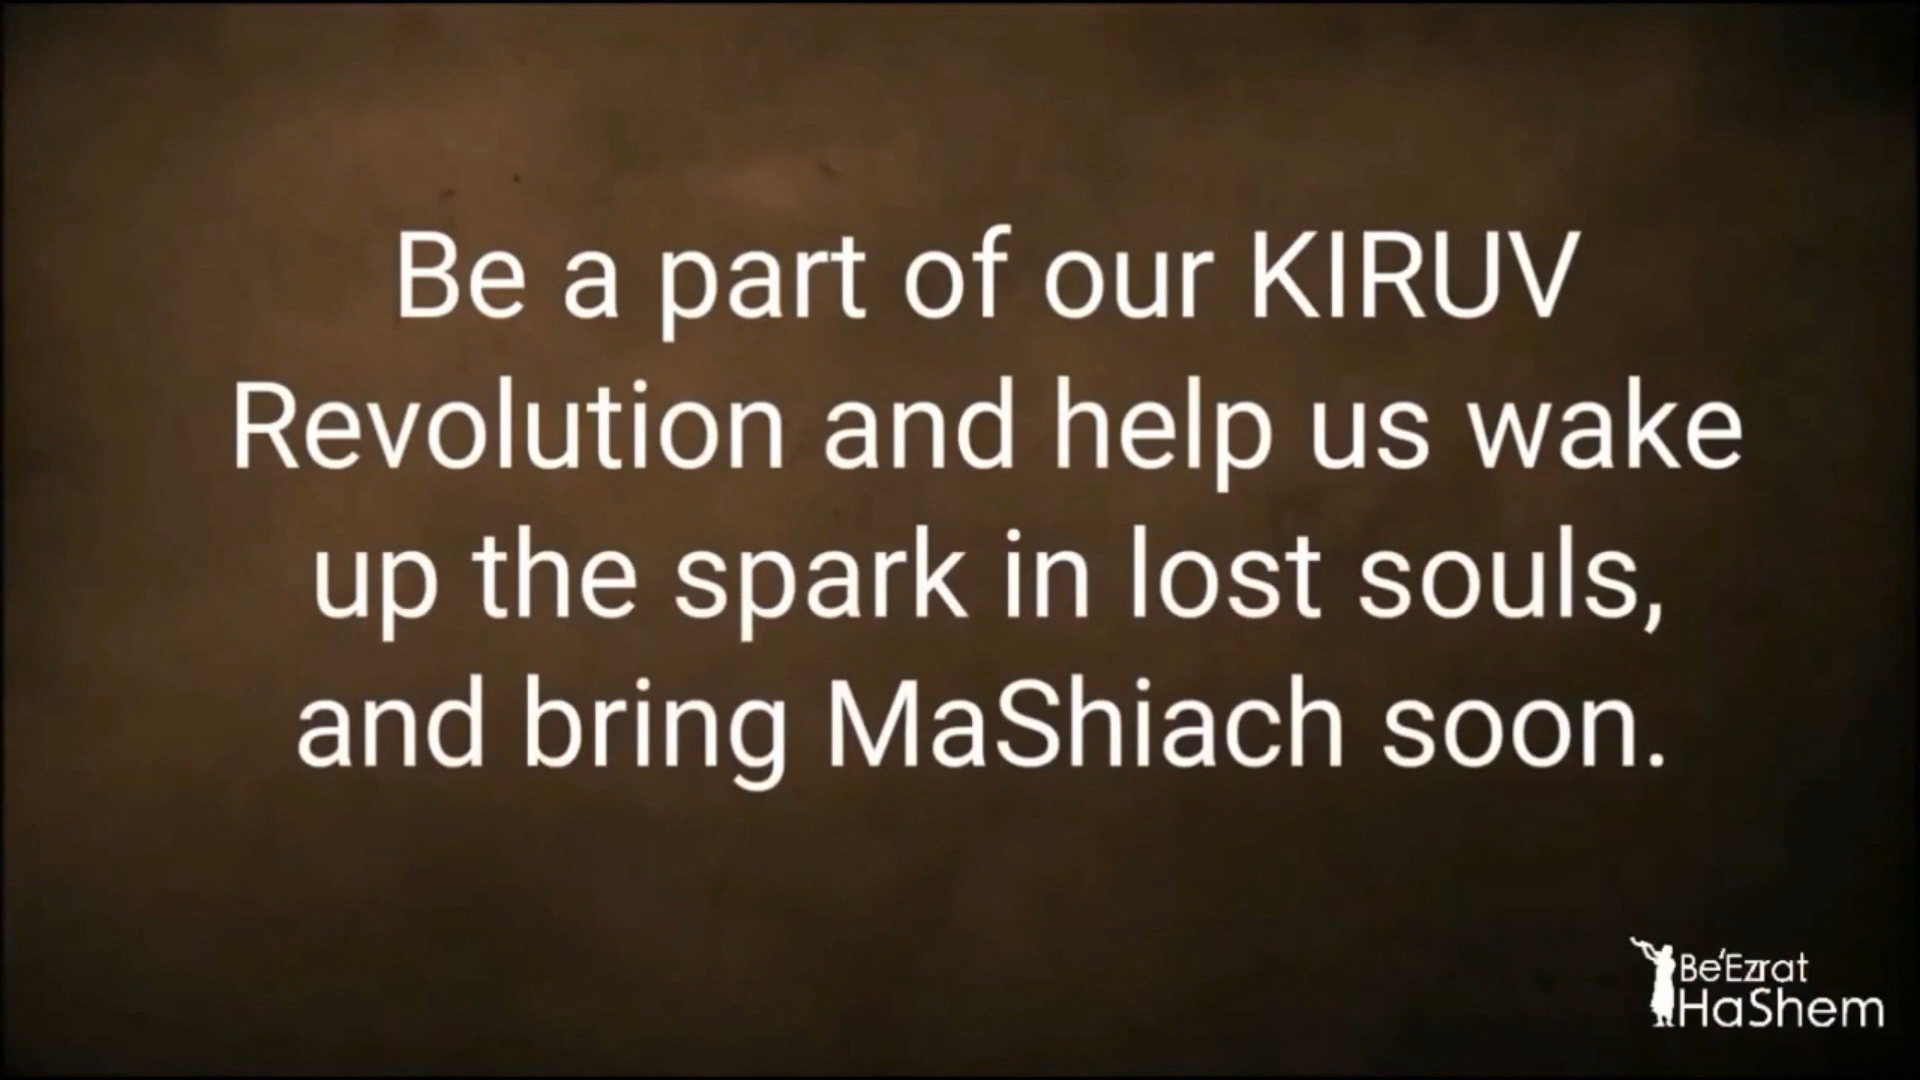 Be a part of our KIRUV
Revolution and help us wake
up the spark in lost souls,
and bring MaShiach soon.
Be'Ezrat
HaShem